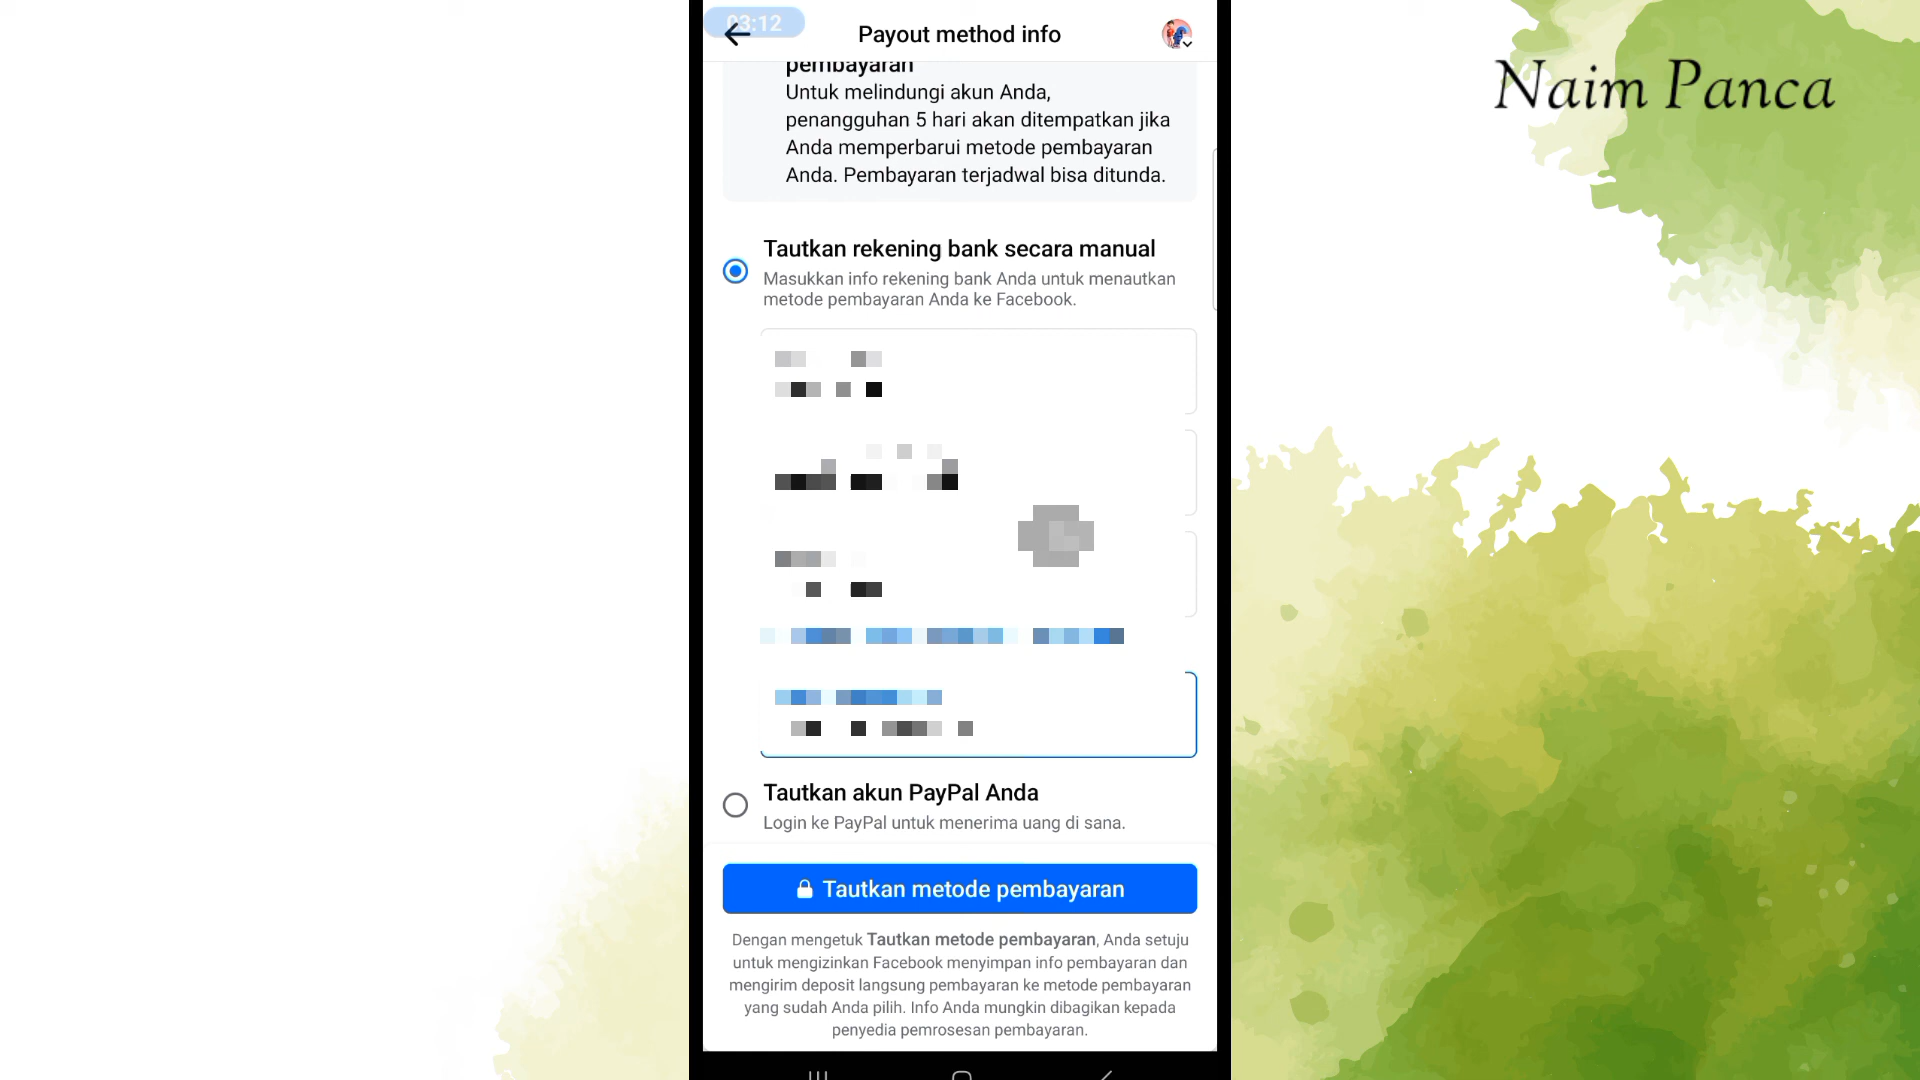 03:12
Payout method info
Naim Panca
pembayaran
Untuk melindungi akun Anda,
penangguhan 5 hari akan ditempatkan jika
Anda memperbarui metode pembayaran
Anda. Pembayaran terjadwal bisa ditunda.
Tautkan rekening bank secara manual
Masukkan info rekening bank Anda untuk menautkan
metode pembayaran Anda ke Facebook.
Tautkan akun PayPal Anda
Login ke PayPal untuk menerima uang di sana.
Tautkan metode pembayaran
Dengan mengetuk Tautkan metode pembayaran, Anda setuju
untuk mengizinkan Facebook menyimpan info pembayaran dan
mengirim deposit langsung pembayaran ke metode pembayaran
yang sudah Anda pilih. Info Anda mungkin dibagikan kepada
penyedia pemrosesan pembayaran.